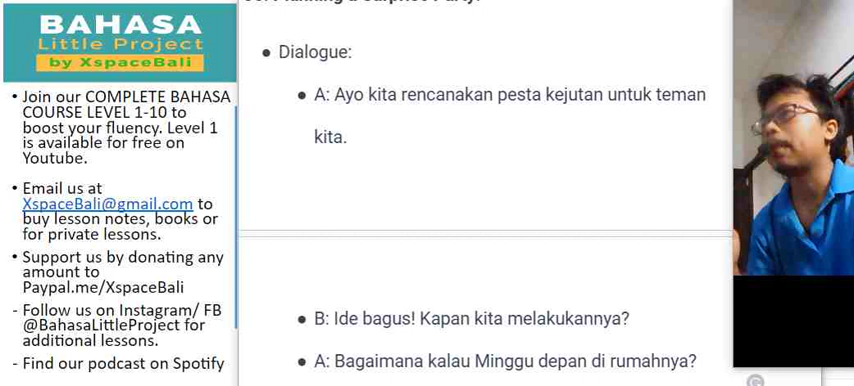 BAHASA
Little Project
by XspaceBali
• Join our COMPLETE BAHASA
COURSE LEVEL 1-10 to
boost your fluency. Level 1
is available for free on
Youtube.
• Email us at
XspaceBali@gmail.com to
buy lesson notes, books or
for private lessons.
• Support us by donating any
amount to
Paypal.me/XspaceBali
- Follow us on Instagram/ FB
@BahasaLittleProject for
additional lessons.
- Find our podcast on Spotify
Planning a Surprise Party.
• Dialogue:
• A: Ayo kita rencanakan pesta kejutan untuk teman
kita.
• B: Ide bagus! Kapan kita melakukannya?
• A: Bagaimana kalau Minggu depan di rumahnya?